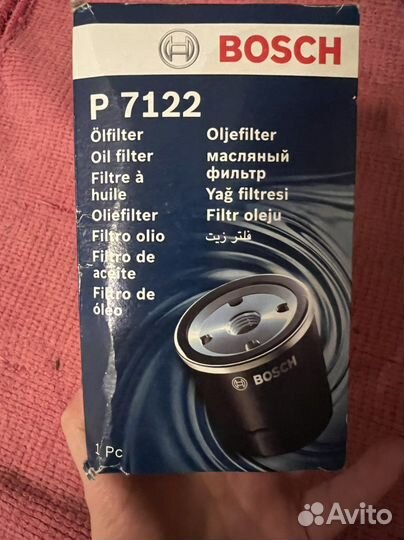 BOSCH
P 7122
Ölfilter
Oil filter
Filtre à
huile
Oliefilter
Filtro olio
Filtro de
aceite
Filtro de
óleo
Oljefilter
масляный
фильтр
Yağ filtresi
Filtr oleju
فلتر زيت
BOSCH
1 Pc
Avito